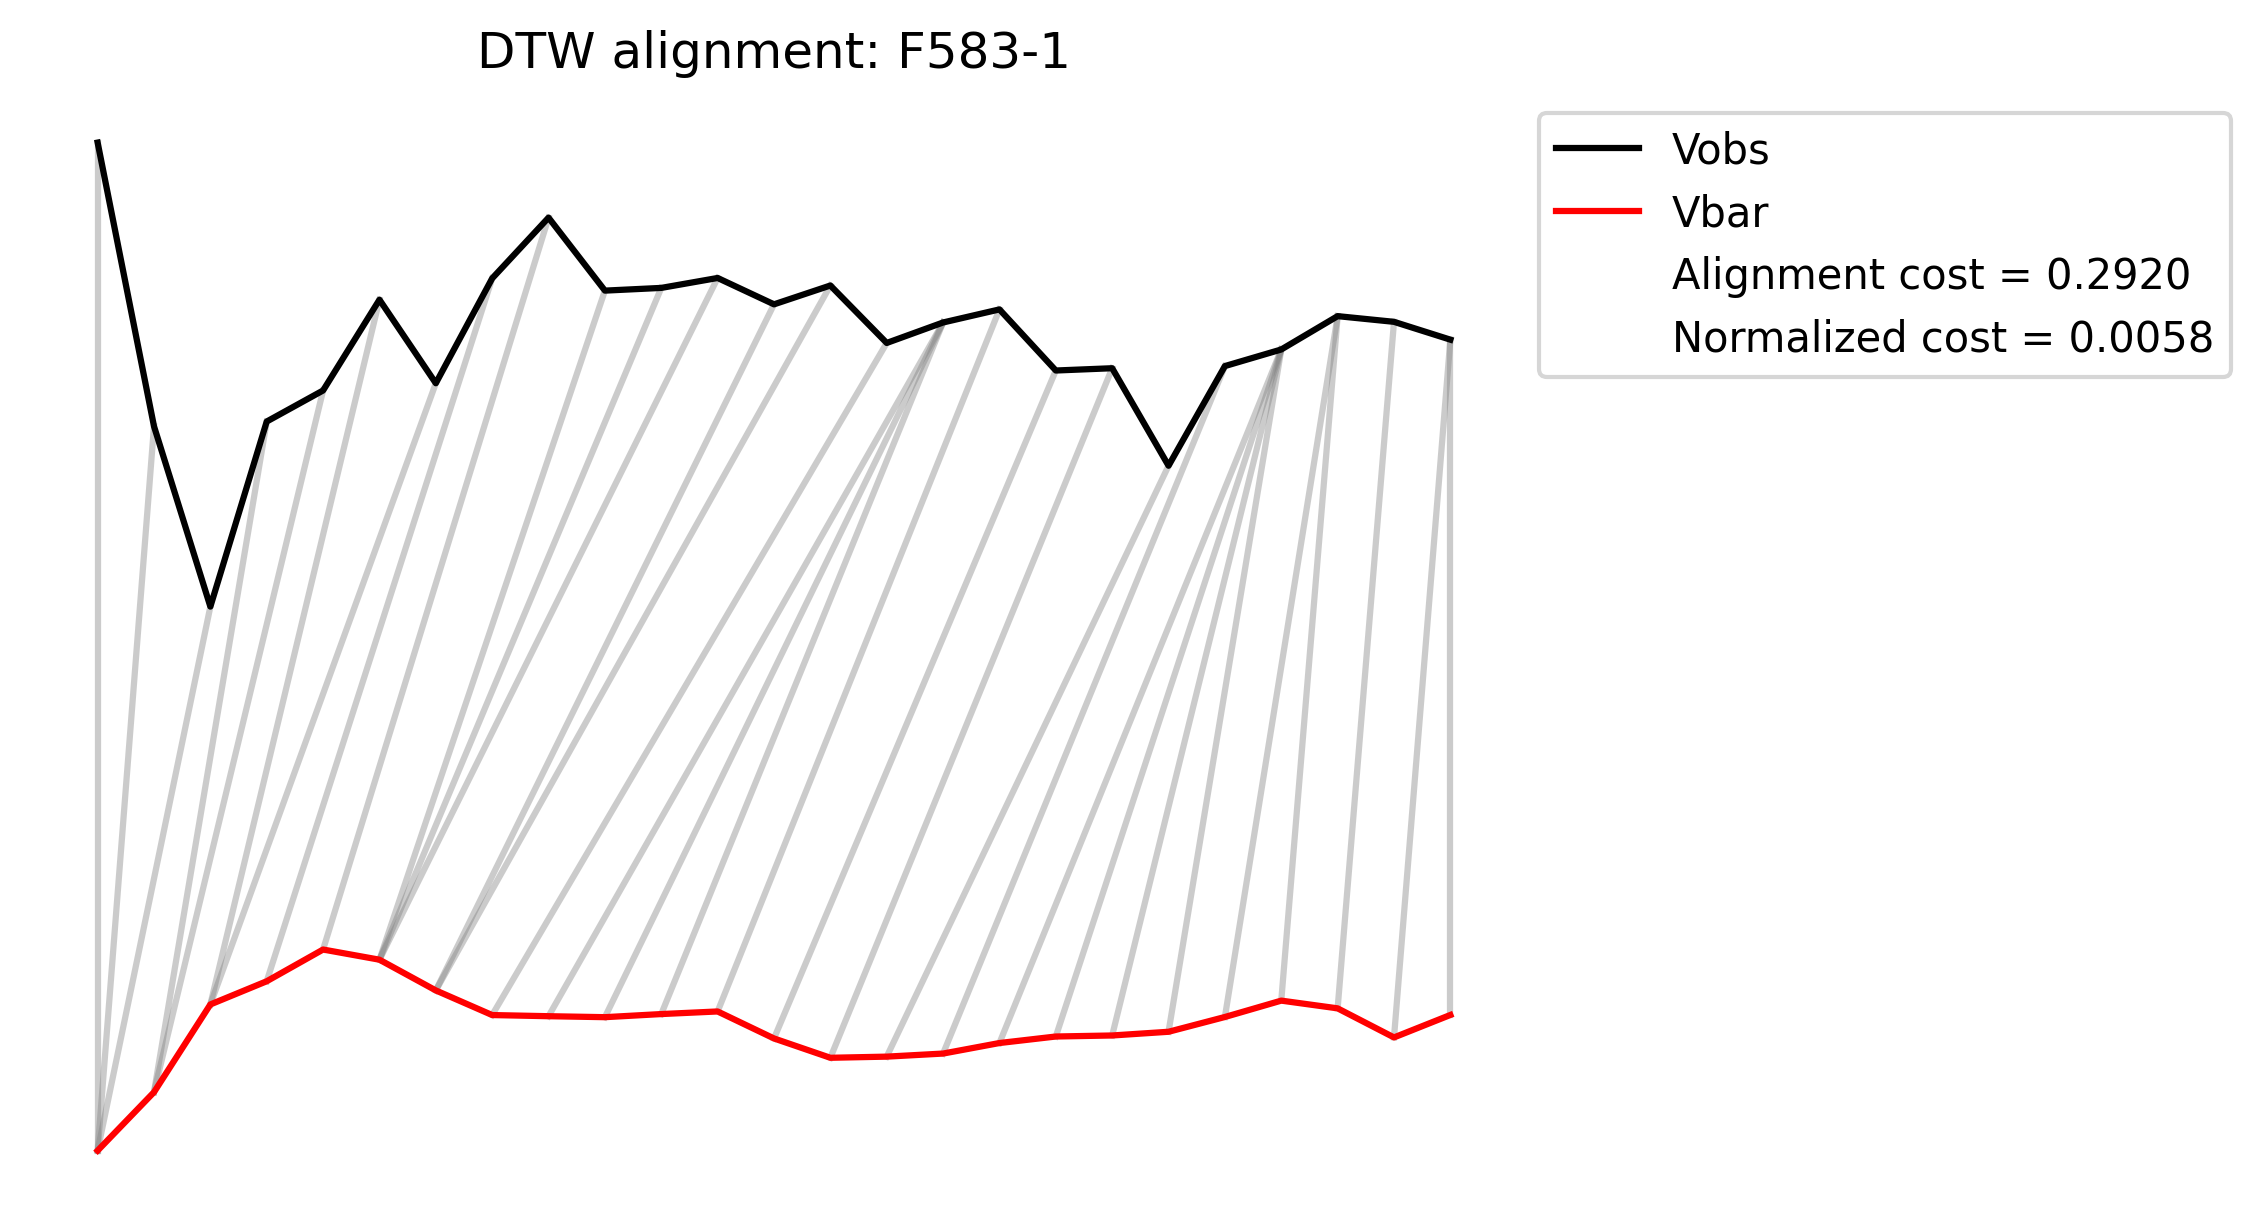 DTW alignment: F583-1
Vobs
Vbar
Alignment cost = 0.2920
Normalized cost = 0.0058